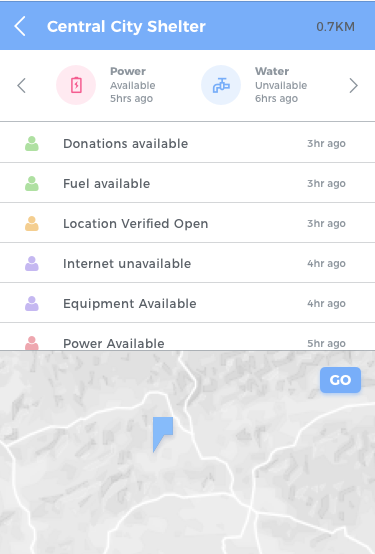 Central City Shelter 0.7KM
Power Water
Available Unvailable
5hrs ago 6hrs ago
Donations available 3hr ago
Fuel available 3hr ago
Location Verified Open 3hr ago
Internet unavailable 4hr ago
Equipment Available 4hr ago
Power Available 5hr ago
GO